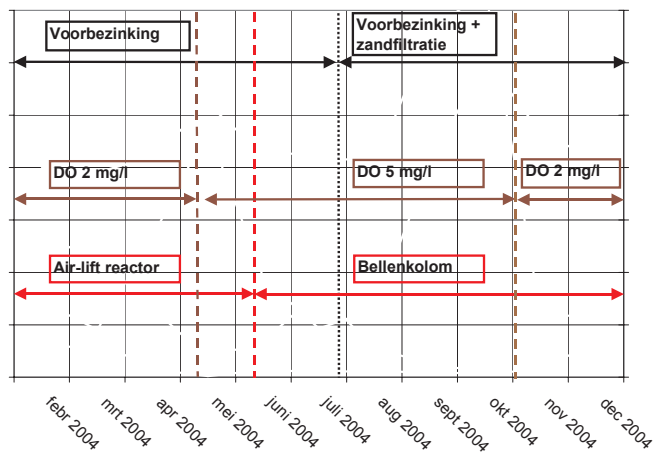 Voorbezinking
Voorbezinking +
zandfiltratie
DO 2 mg/l
DO 5 mg/l
DO 2 mg/l
Air-lift reactor
Bellenkolom
febr 2004
mrt 2004
apr 2004
mei 2004
juni 2004
juli 2004
aug 2004
sept 2004
okt 2004
nov 2004
dec 2004